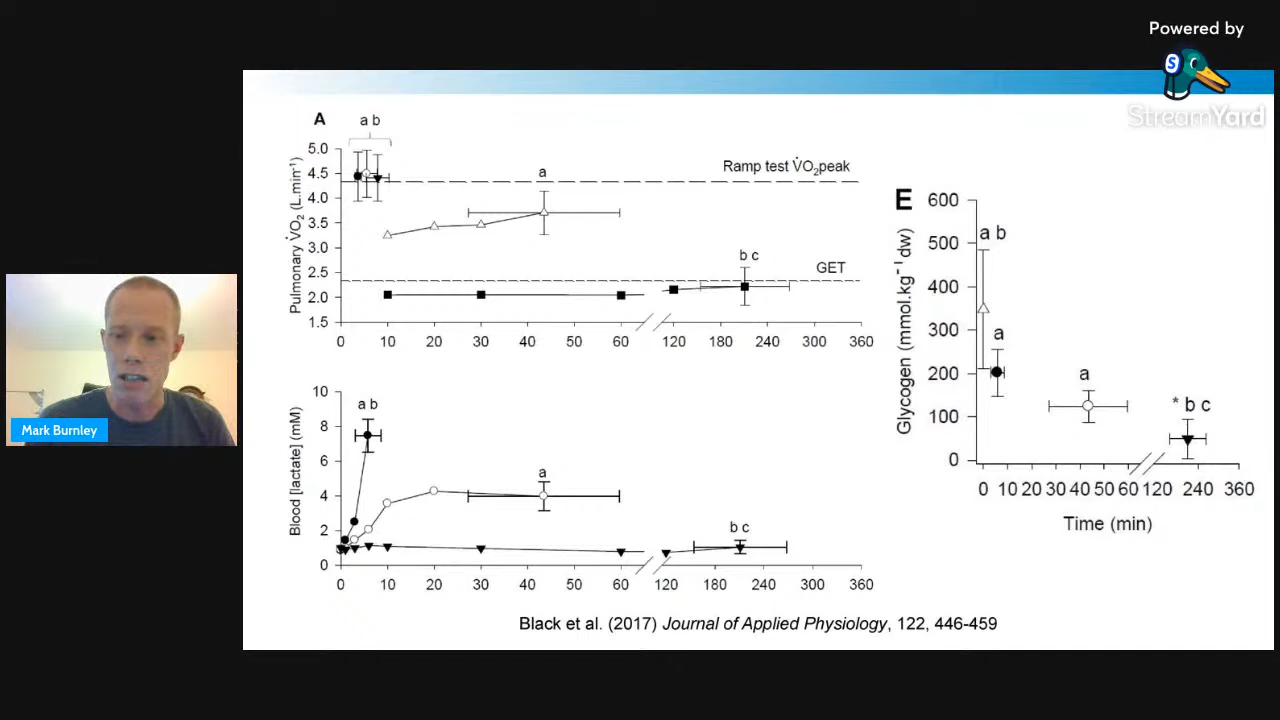 Powered by
S
StreamYard
A
a b
Ramp test V̇O2peak
a
b c
GET
Pulmonary V̇O2 (L.min⁻¹)
5.0
4.5
4.0
3.5
3.0
2.5
2.0
1.5
0 10 20 30 40 50 60 120 180 240 300 360
E
Glycogen (mmol.kg⁻¹ dw)
600
500
400
300
200
100
0
a b
a
a
* b c
0 10 20 30 40 50 60 120 240 360
Time (min)
Mark Burnley
Blood [lactate] (mM)
10
8
6
4
2
0
a b
a
b c
0 10 20 30 40 50 60 120 180 240 300 360
Black et al. (2017) Journal of Applied Physiology, 122, 446-459